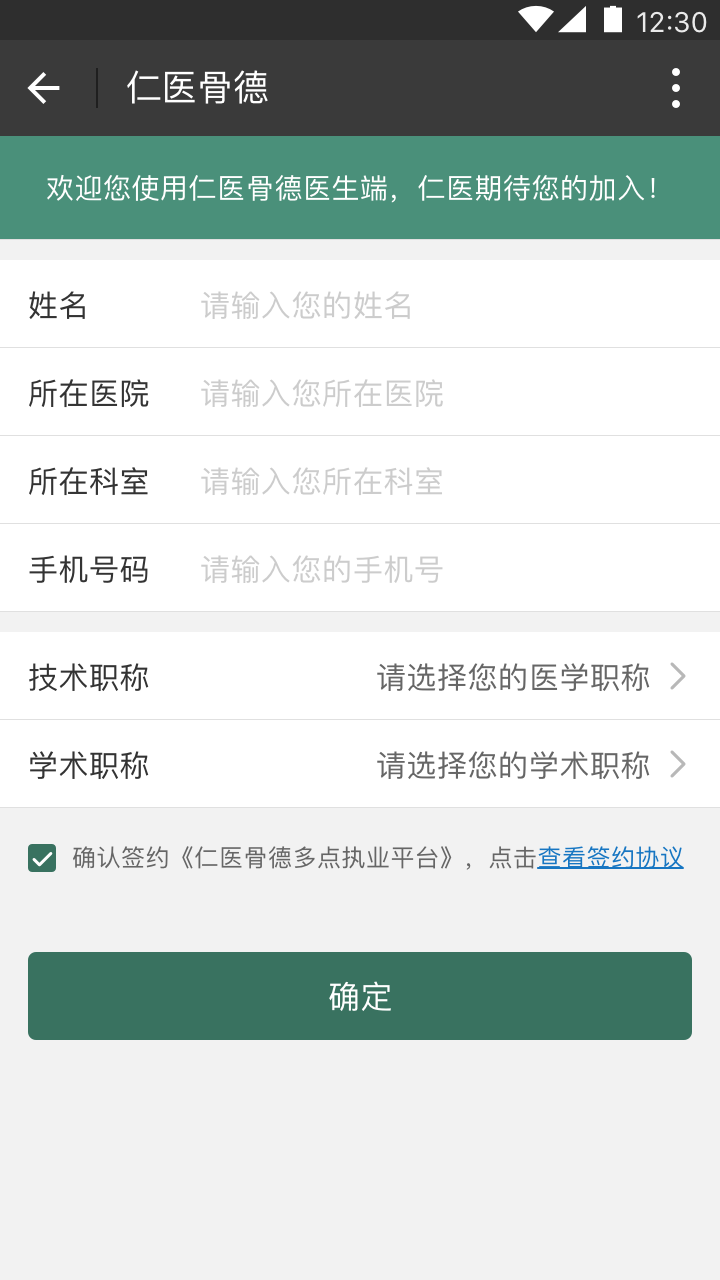 12:30
仁医骨德
欢迎您使用仁医骨德医生端，仁医期待您的加入！
姓名 请输入您的姓名
所在医院 请输入您所在医院
所在科室 请输入您所在科室
手机号码 请输入您的手机号
技术职称 请选择您的医学职称
学术职称 请选择您的学术职称
确认签约《仁医骨德多点执业平台》，点击查看签约协议
确定